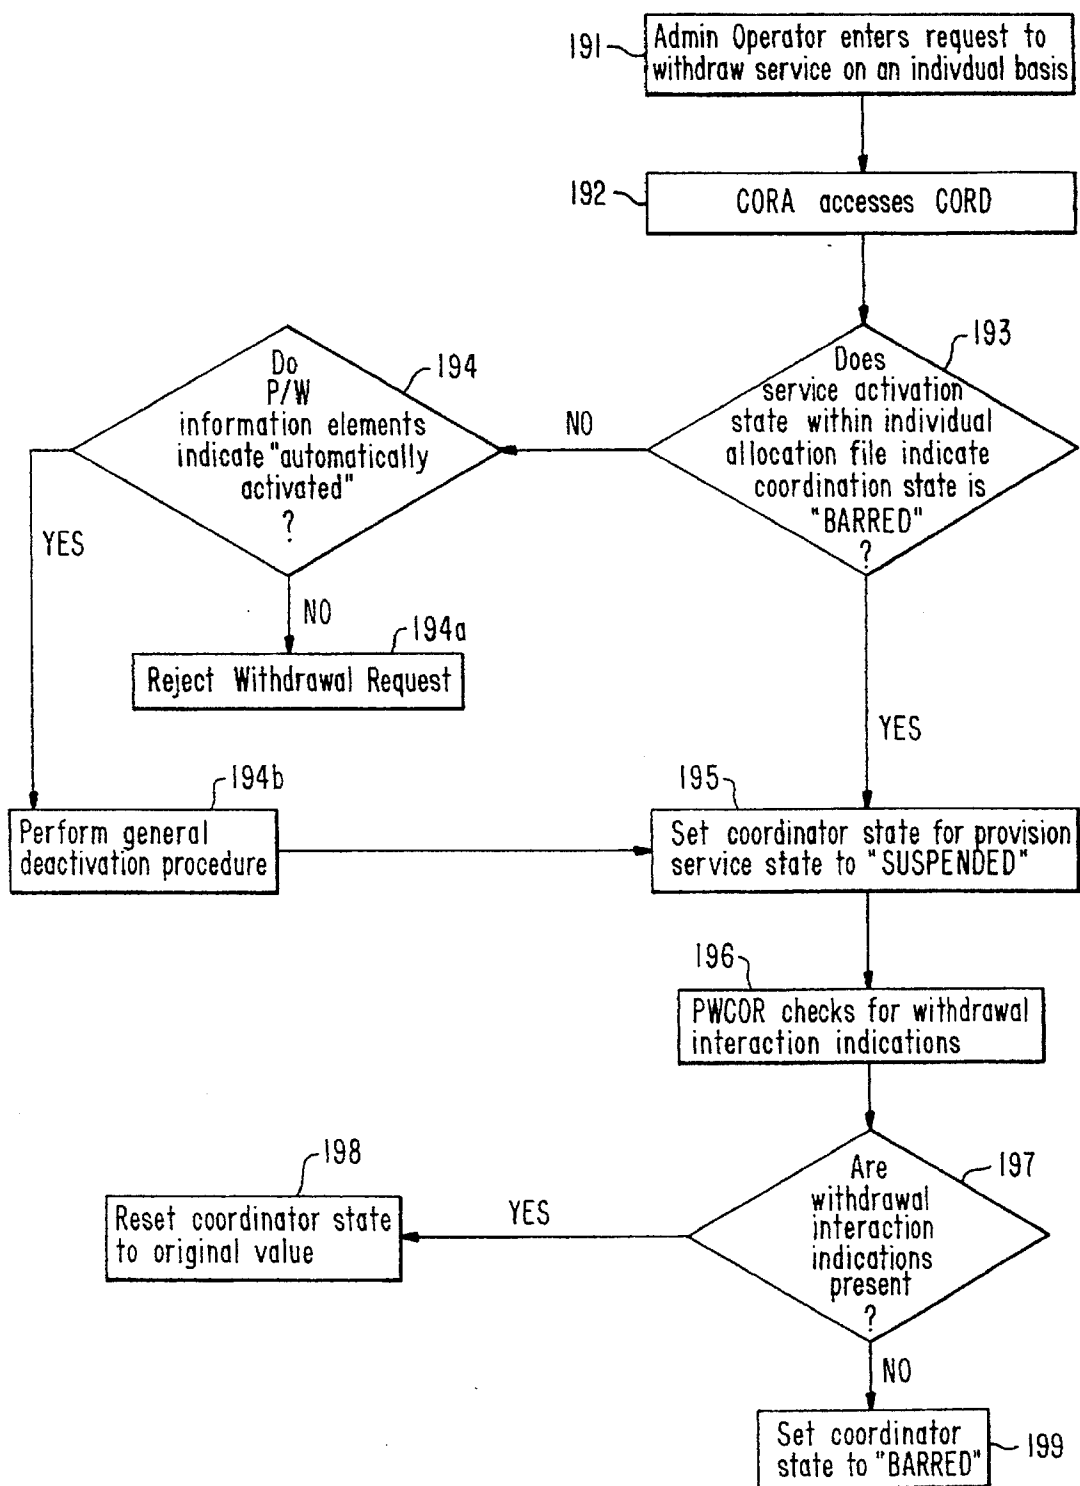 191
Admin Operator enters request to
withdraw service on an indivdual basis
192
CORA accesses CORD
193
Does
service activation
state within individual
allocation file indicate
coordination state is
"BARRED"
?
NO
194
Do
P/W
information elements
indicate "automatically
activated"
?
YES
NO
194a
Reject Withdrawal Request
YES
194b
Perform general
deactivation procedure
195
Set coordinator state for provision
service state to "SUSPENDED"
196
PWCOR checks for withdrawal
interaction indications
197
Are
withdrawal
interaction
indications
present
?
YES
198
Reset coordinator state
to original value
NO
Set coordinator
state to "BARRED"
199